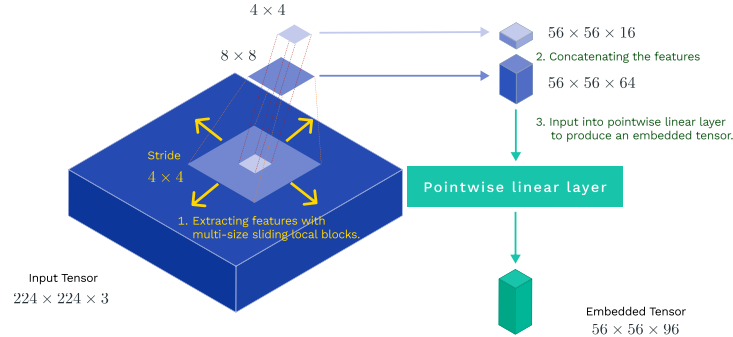 4 × 4
8 × 8
56 × 56 × 16
2. Concatenating the features
56 × 56 × 64
3. Input into pointwise linear layer
to produce an embedded tensor.
Stride
4 × 4
Pointwise linear layer
1. Extracting features with
multi-size sliding local blocks.
Input Tensor
224 × 224 × 3
Embedded Tensor
56 × 56 × 96